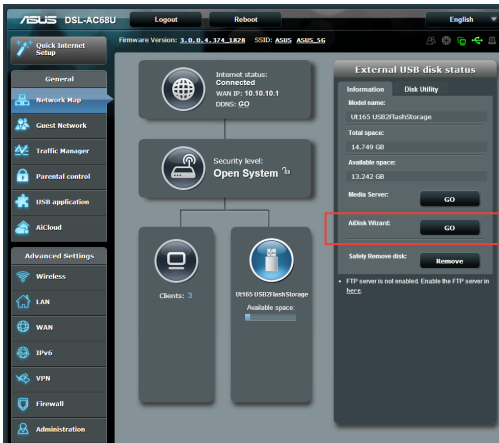 ASUS DSL-AC68U
Logout
Reboot
English
Quick Internet
Setup
Firmware Version: 3.0.0.4.374_1828 SSID: ASUS ASUS_5G
General
Network Map
Guest Network
Traffic Manager
Parental control
USB application
AiCloud
Advanced Settings
Wireless
LAN
WAN
IPv6
VPN
Firewall
Administration
Internet status:
Connected
WAN IP: 10.10.10.1
DDNS: GO
Security level:
Open System
Clients: 3
Ut165 USB2FlashStorage
Available space:
External USB disk status
Information
Disk Utility
Model name:
Ut165 USB2FlashStorage
Total space:
14.749 GB
Available space:
13.242 GB
Media Server:
GO
AiDisk Wizard:
GO
Safely Remove disk:
Remove
• FTP server is not enabled. Enable the FTP server in
here.